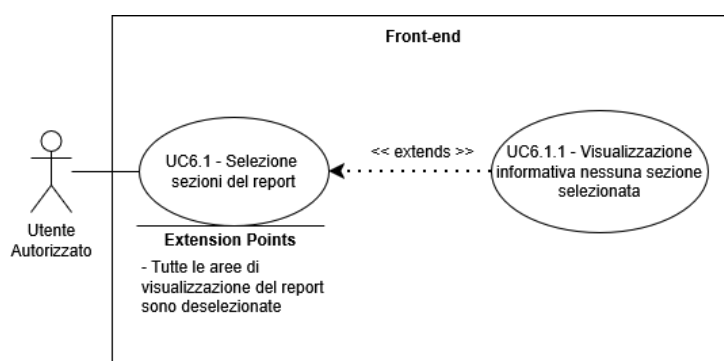 Front-end
UC6.1 - Selezione
sezioni del report
<< extends >>
UC6.1.1 - Visualizzazione
informativa nessuna sezione
selezionata
Utente
Autorizzato
Extension Points
- Tutte le aree di
visualizzazione del report
sono deselezionate